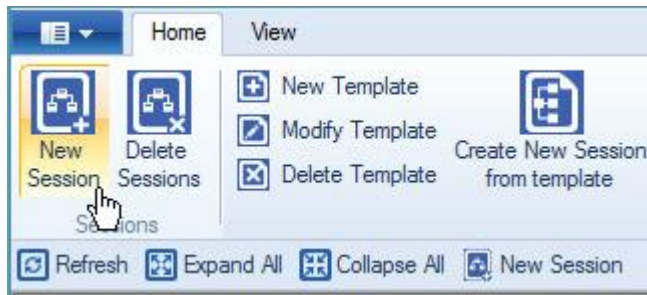 Home View
New Session
Delete Sessions
New Template
Modify Template
Delete Template
Create New Session
from template
Sessions
Refresh Expand All Collapse All New Session